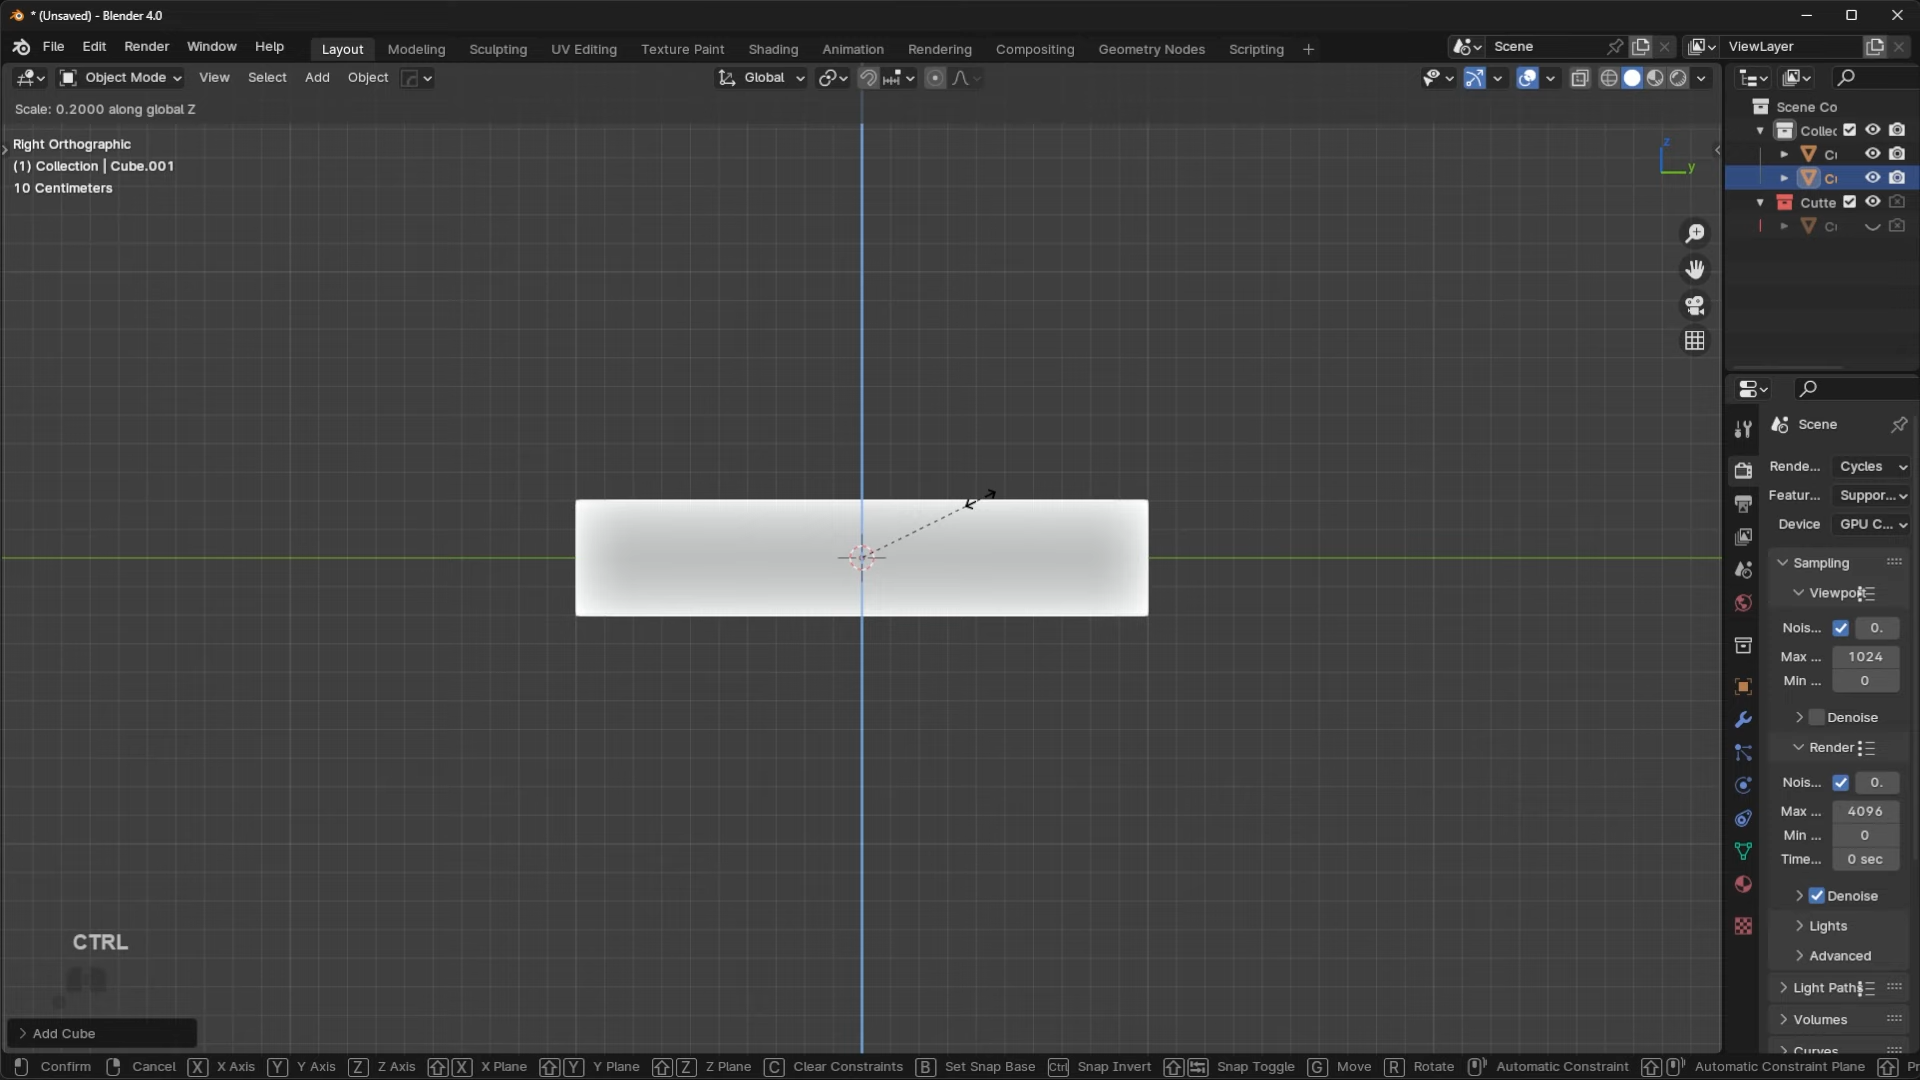 * (Unsaved) - Blender 4.0
File Edit Render Window Help Layout Modeling Sculpting UV Editing Texture Paint Shading Animation Rendering Compositing Geometry Nodes Scripting + Scene ViewLayer
Object Mode View Select Add Object Global
Scale: 0.2000 along global Z
Right Orthographic
(1) Collection | Cube.001
10 Centimeters
z
y
Scene Co
Collec
Cu
Cu
Cutte
Cu
Scene
Rende... Cycles
Featur... Suppor...
Device GPU C...
Sampling
Viewport
Nois... 0.
Max ... 1024
Min ... 0
Denoise
Render
Nois... 0.
Max ... 4096
Min ... 0
Time... 0 sec
Denoise
Lights
Advanced
Light Paths
Volumes
Curves
CTRL
Add Cube
Confirm Cancel X X Axis Y Y Axis Z Z Axis X X Plane Y Y Plane Z Z Plane C Clear Constraints B Set Snap Base Ctrl Snap Invert Snap Toggle G Move R Rotate Automatic Constraint Automatic Constraint Plane Pr